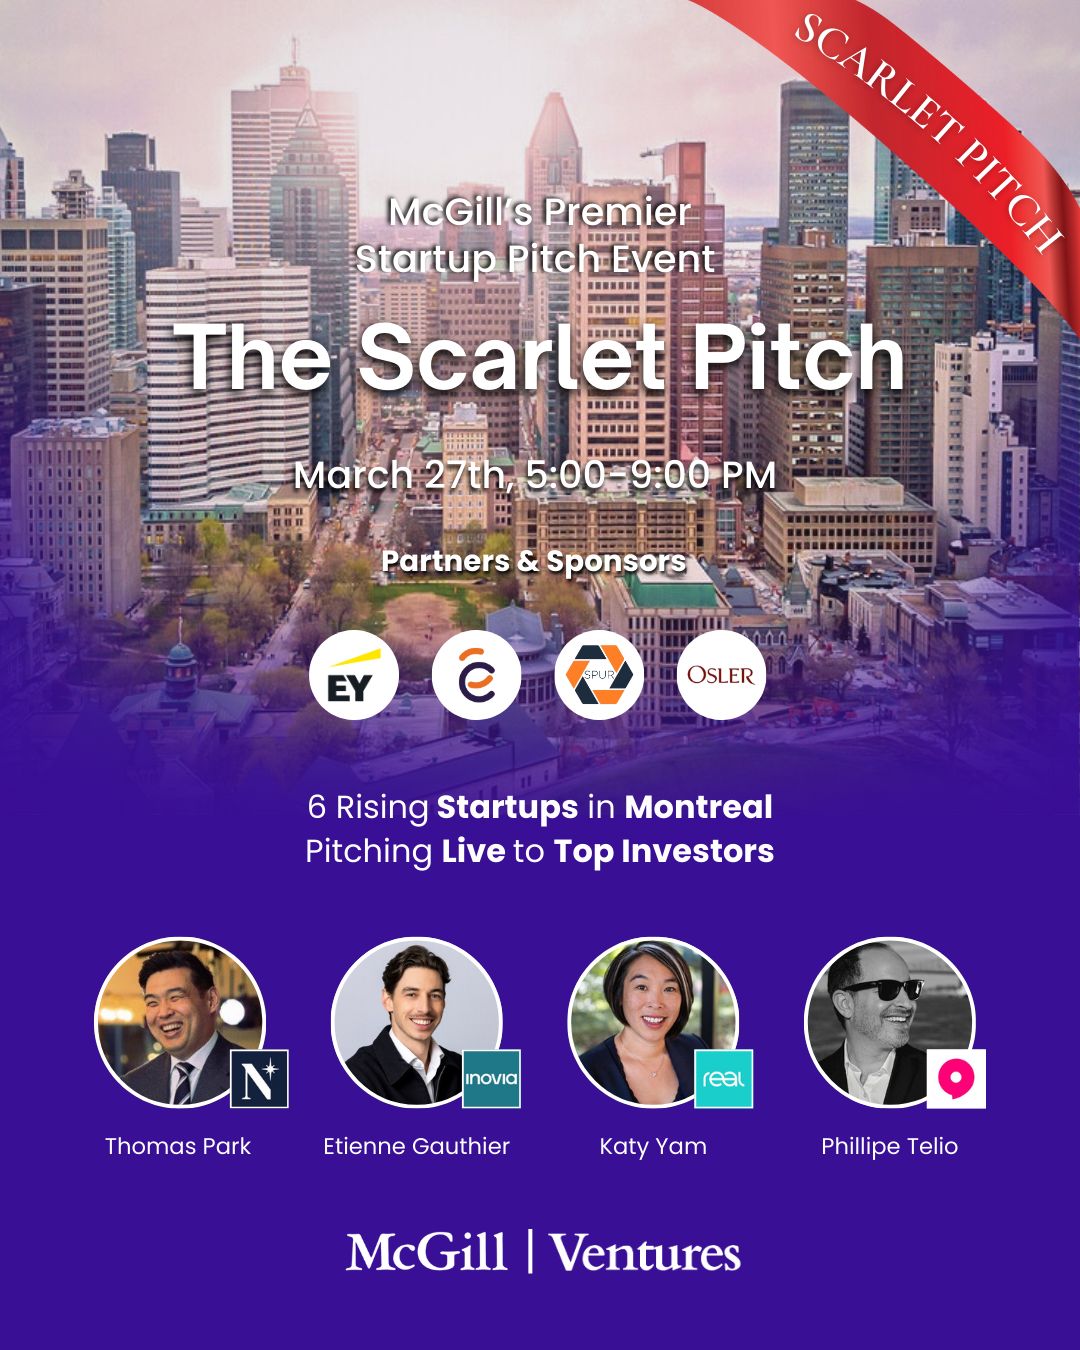 SCARLET PITCH
McGill's Premier
Startup Pitch Event
The Scarlet Pitch
March 27th, 5:00-9:00 PM
Partners & Sponsors
EY
SPUR
OSLER
6 Rising Startups in Montreal
Pitching Live to Top Investors
N
inovia
real
Thomas Park
Etienne Gauthier
Katy Yam
Phillipe Telio
McGill | Ventures